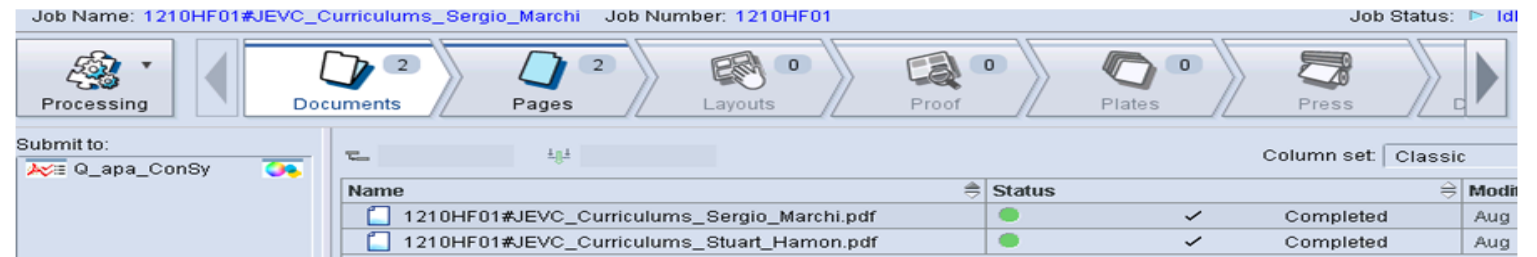 Job Name: 1210HF01#JEVC_Curriculums_Sergio_Marchi Job Number: 1210HF01 Job Status: Idl
2 2 0 0 0
Processing Documents Pages Layouts Proof Plates Press D
Submit to:
Q_apa_ConSy
Column set: Classic
Name Status Modif
1210HF01#JEVC_Curriculums_Sergio_Marchi.pdf Completed Aug
1210HF01#JEVC_Curriculums_Stuart_Hamon.pdf Completed Aug